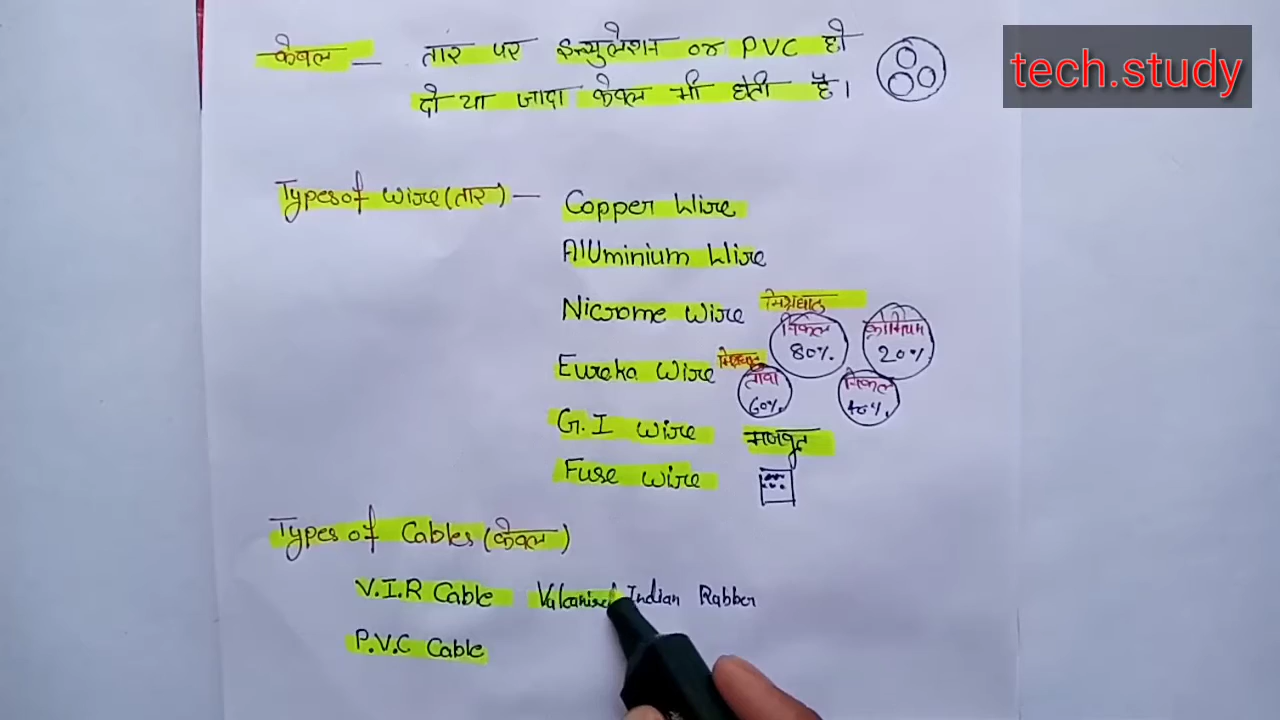 केबल — तार पर इन्सुलेशन or PVC हो
दो या जादा केबल भी होती है।
tech.study
Types of wire (तार) — Copper Wire
Aluminium Wire
Nicrome Wire मिश्रधातु
निकेल 80%. क्रोमियम 20%.
Eureka Wire मिश्रधातु
तांबा 60%. निकल 40%.
G.I wire मजबूत
Fuse wire
Types of Cables (केबल)
V.I.R Cable Valcanised Indian Rabber
P.V.C Cable